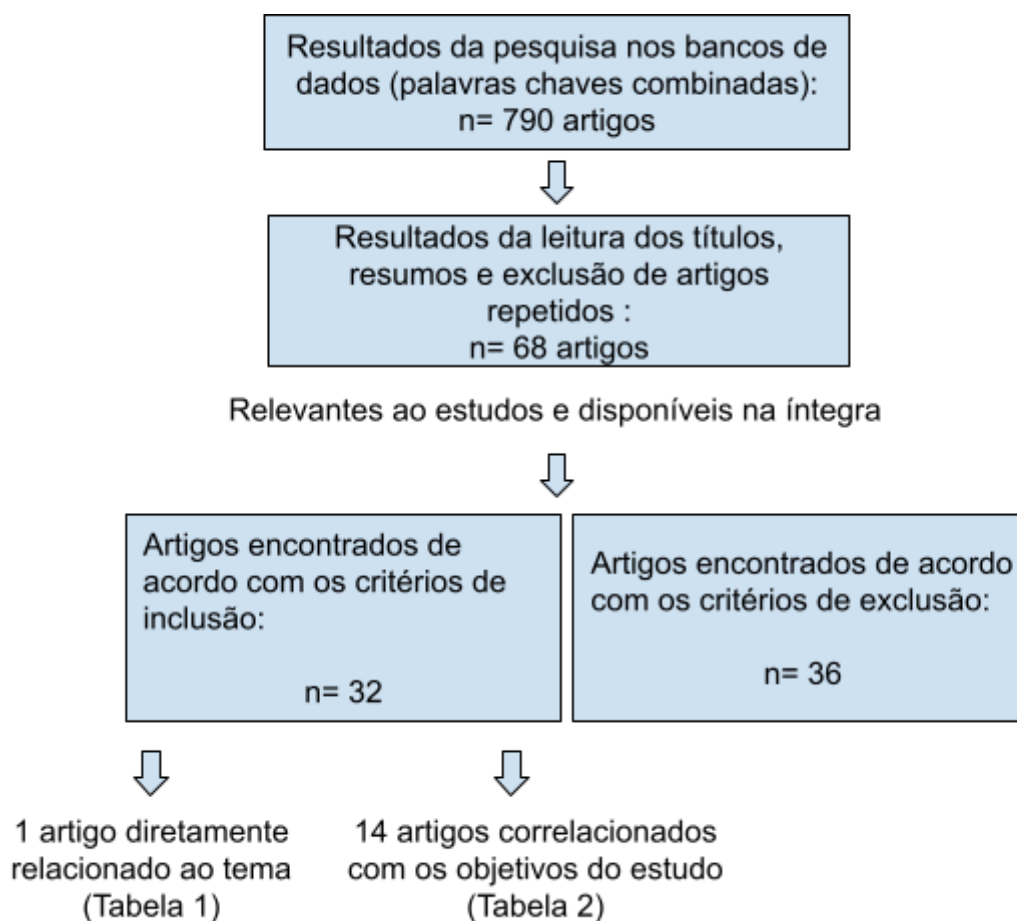 Resultados da pesquisa nos bancos de
dados (palavras chaves combinadas):
n= 790 artigos
Resultados da leitura dos títulos,
resumos e exclusão de artigos
repetidos :
n= 68 artigos
Relevantes ao estudos e disponíveis na íntegra
Artigos encontrados de
acordo com os critérios de
inclusão:
n= 32
Artigos encontrados de acordo
com os critérios de exclusão:
n= 36
1 artigo diretamente
relacionado ao tema
(Tabela 1)
14 artigos correlacionados
com os objetivos do estudo
(Tabela 2)